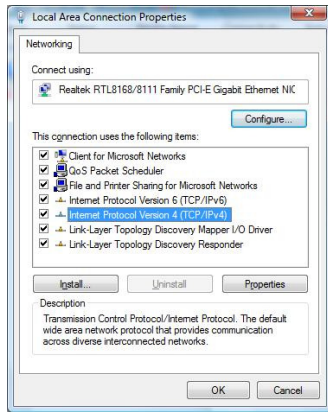 Local Area Connection Properties
Networking
Connect using:
Realtek RTL8168/8111 Family PCI-E Gigabit Ethernet NIC
Configure...
This connection uses the following items:
Client for Microsoft Networks
QoS Packet Scheduler
File and Printer Sharing for Microsoft Networks
Internet Protocol Version 6 (TCP/IPv6)
Internet Protocol Version 4 (TCP/IPv4)
Link-Layer Topology Discovery Mapper I/O Driver
Link-Layer Topology Discovery Responder
Install... Uninstall Properties
Description
Transmission Control Protocol/Internet Protocol. The default
wide area network protocol that provides communication
across diverse interconnected networks.
OK Cancel